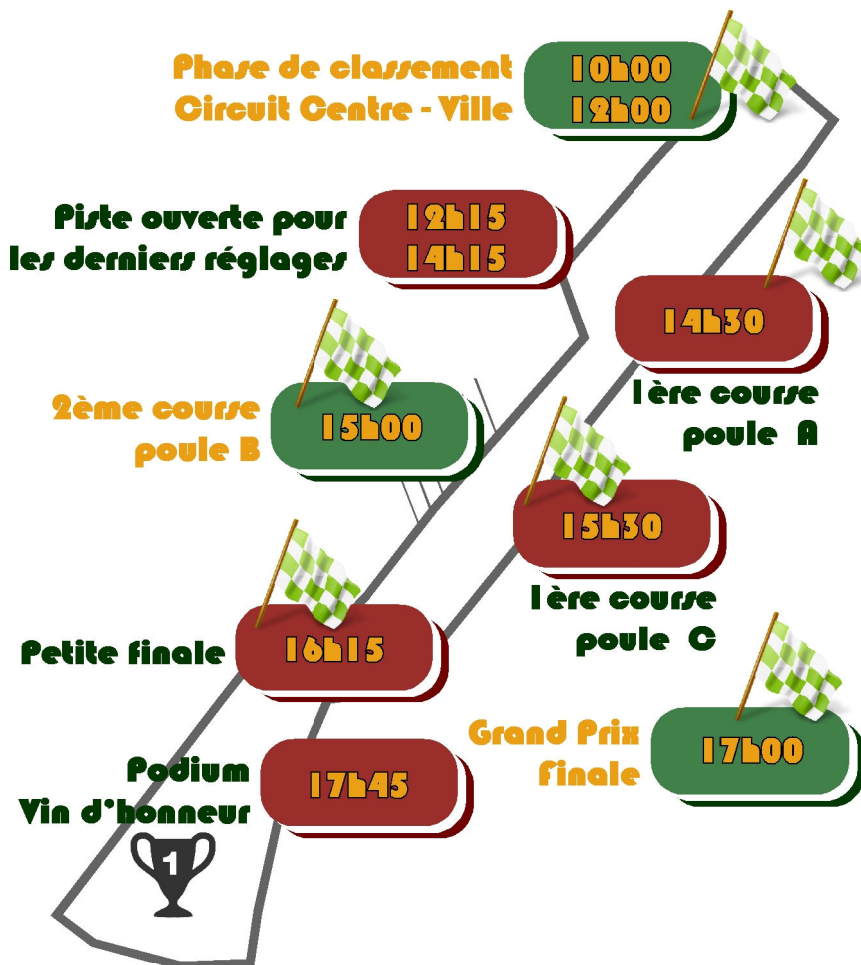 Phase de classement
Circuit Centre - Ville
10h00
12h00
Piste ouverte pour
les derniers réglages
12h15
14h15
14h30
1ère course
poule A
2ème course
poule B
15h00
15h30
1ère course
poule C
Petite finale
16h15
Grand Prix
Finale
17h00
Podium
Vin d'honneur
17h45
1